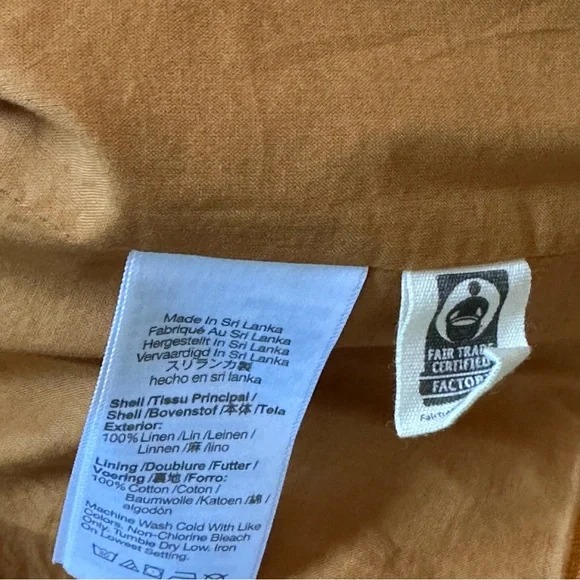 Made In Sri Lanka
Fabriqué Au Sri Lanka
Hergestellt In Sri Lanka
Vervaardigd In Sri Lanka
スリランカ製
hecho en sri lanka
Shell /Tissu Principal /
Shell /Bovenstof /本体 /Tela
Exterior:
100% Linen /Lin /Leinen /
Linnen /麻 /lino
Lining /Doublure /Futter /
Voering /裏地 /Forro:
100% Cotton /Coton /
Baumwolle /Katoen /綿 /
algodón
Machine Wash Cold With Like
Colors. Non-Chlorine Bleach
Only. Tumble Dry Low. Iron
On Lowest Setting.
FAIR TRADE
CERTIFIED
FACTOR
Fairt